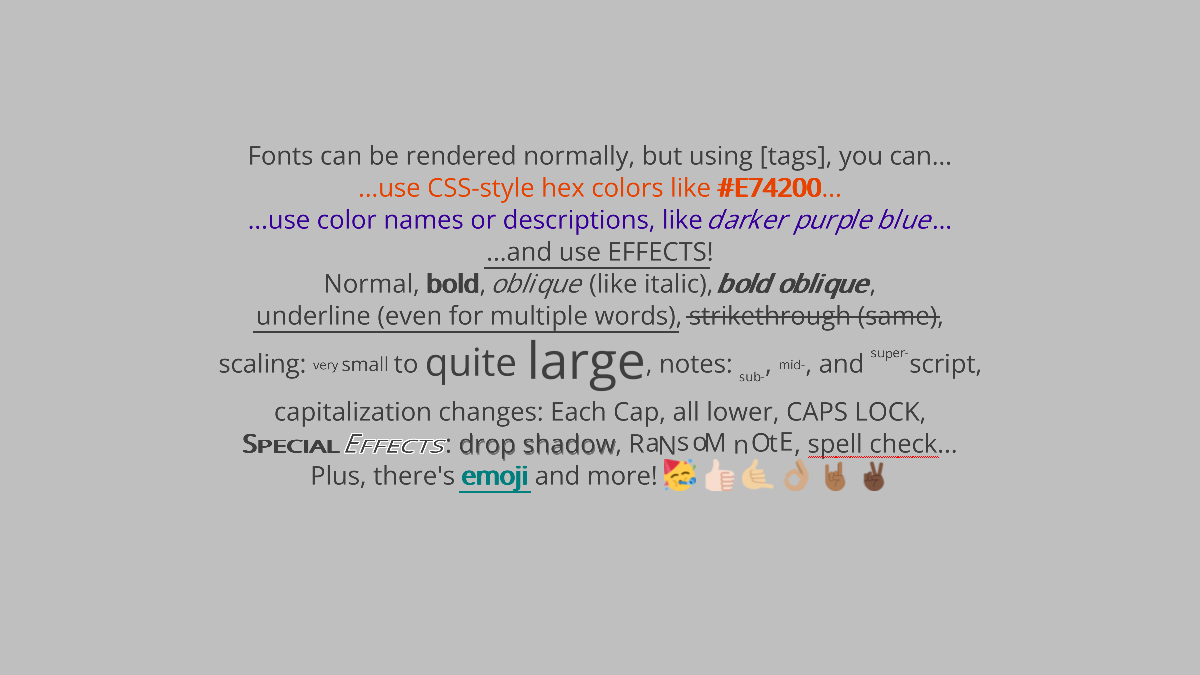 Fonts can be rendered normally, but using [tags], you can...
...use CSS-style hex colors like #E74200...
...use color names or descriptions, like darker purple blue...
...and use EFFECTS!
Normal, bold, oblique (like italic), bold oblique,
underline (even for multiple words), strikethrough (same),
scaling: very small to quite large, notes: sub-, mid-, and super-script,
capitalization changes: Each Cap, all lower, CAPS LOCK,
SPECIAL EFFECTS: drop shadow, RaNsoM nOtE, spell check...
Plus, there's emoji and more! 🥳👍🏻🤙🏼👌🏽🤘🏾✌🏿